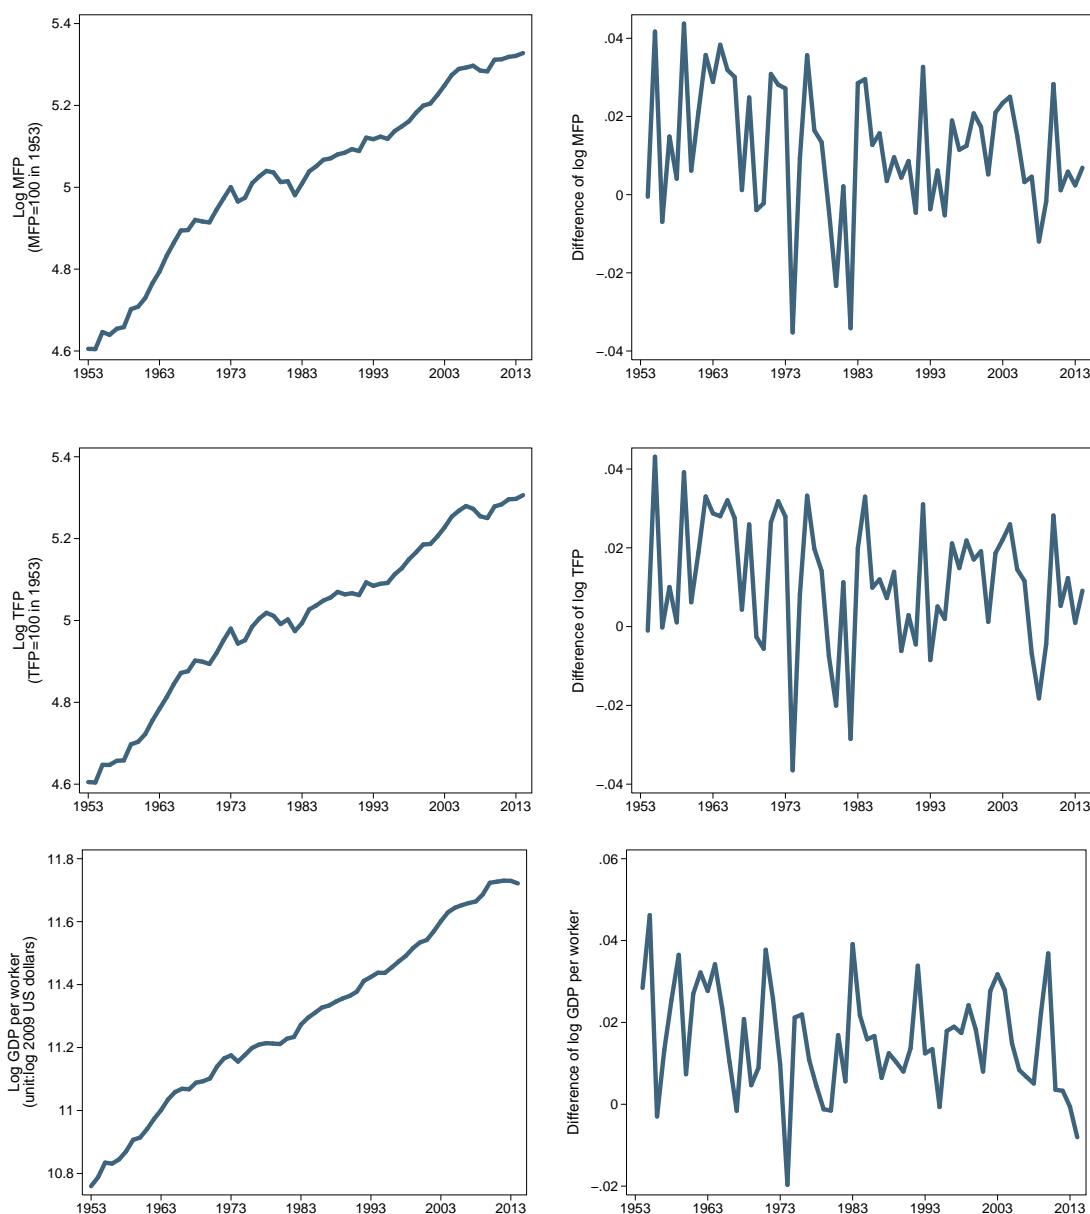 5.4
5.2
5
4.8
4.6
Log MFP
(MFP=100 in 1953)
1953 1963 1973 1983 1993 2003 2013
.04
.02
0
−.02
−.04
Difference of log MFP
1953 1963 1973 1983 1993 2003 2013
5.4
5.2
5
4.8
4.6
Log TFP
(TFP=100 in 1953)
1953 1963 1973 1983 1993 2003 2013
.04
.02
0
−.02
−.04
Difference of log TFP
1953 1963 1973 1983 1993 2003 2013
11.8
11.6
11.4
11.2
11
10.8
Log GDP per worker
(unit:log 2009 US dollars)
1953 1963 1973 1983 1993 2003 2013
.06
.04
.02
0
−.02
Difference of log GDP per worker
1953 1963 1973 1983 1993 2003 2013